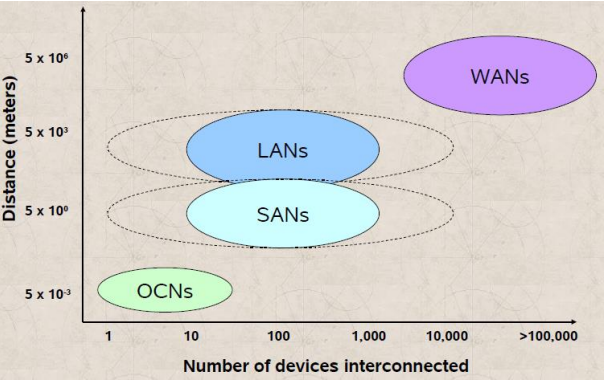 Distance (meters)
5 x 10⁶
5 x 10³
5 x 10⁰
5 x 10⁻³
WANs
LANs
SANs
OCNs
1 10 100 1,000 10,000 >100,000
Number of devices interconnected